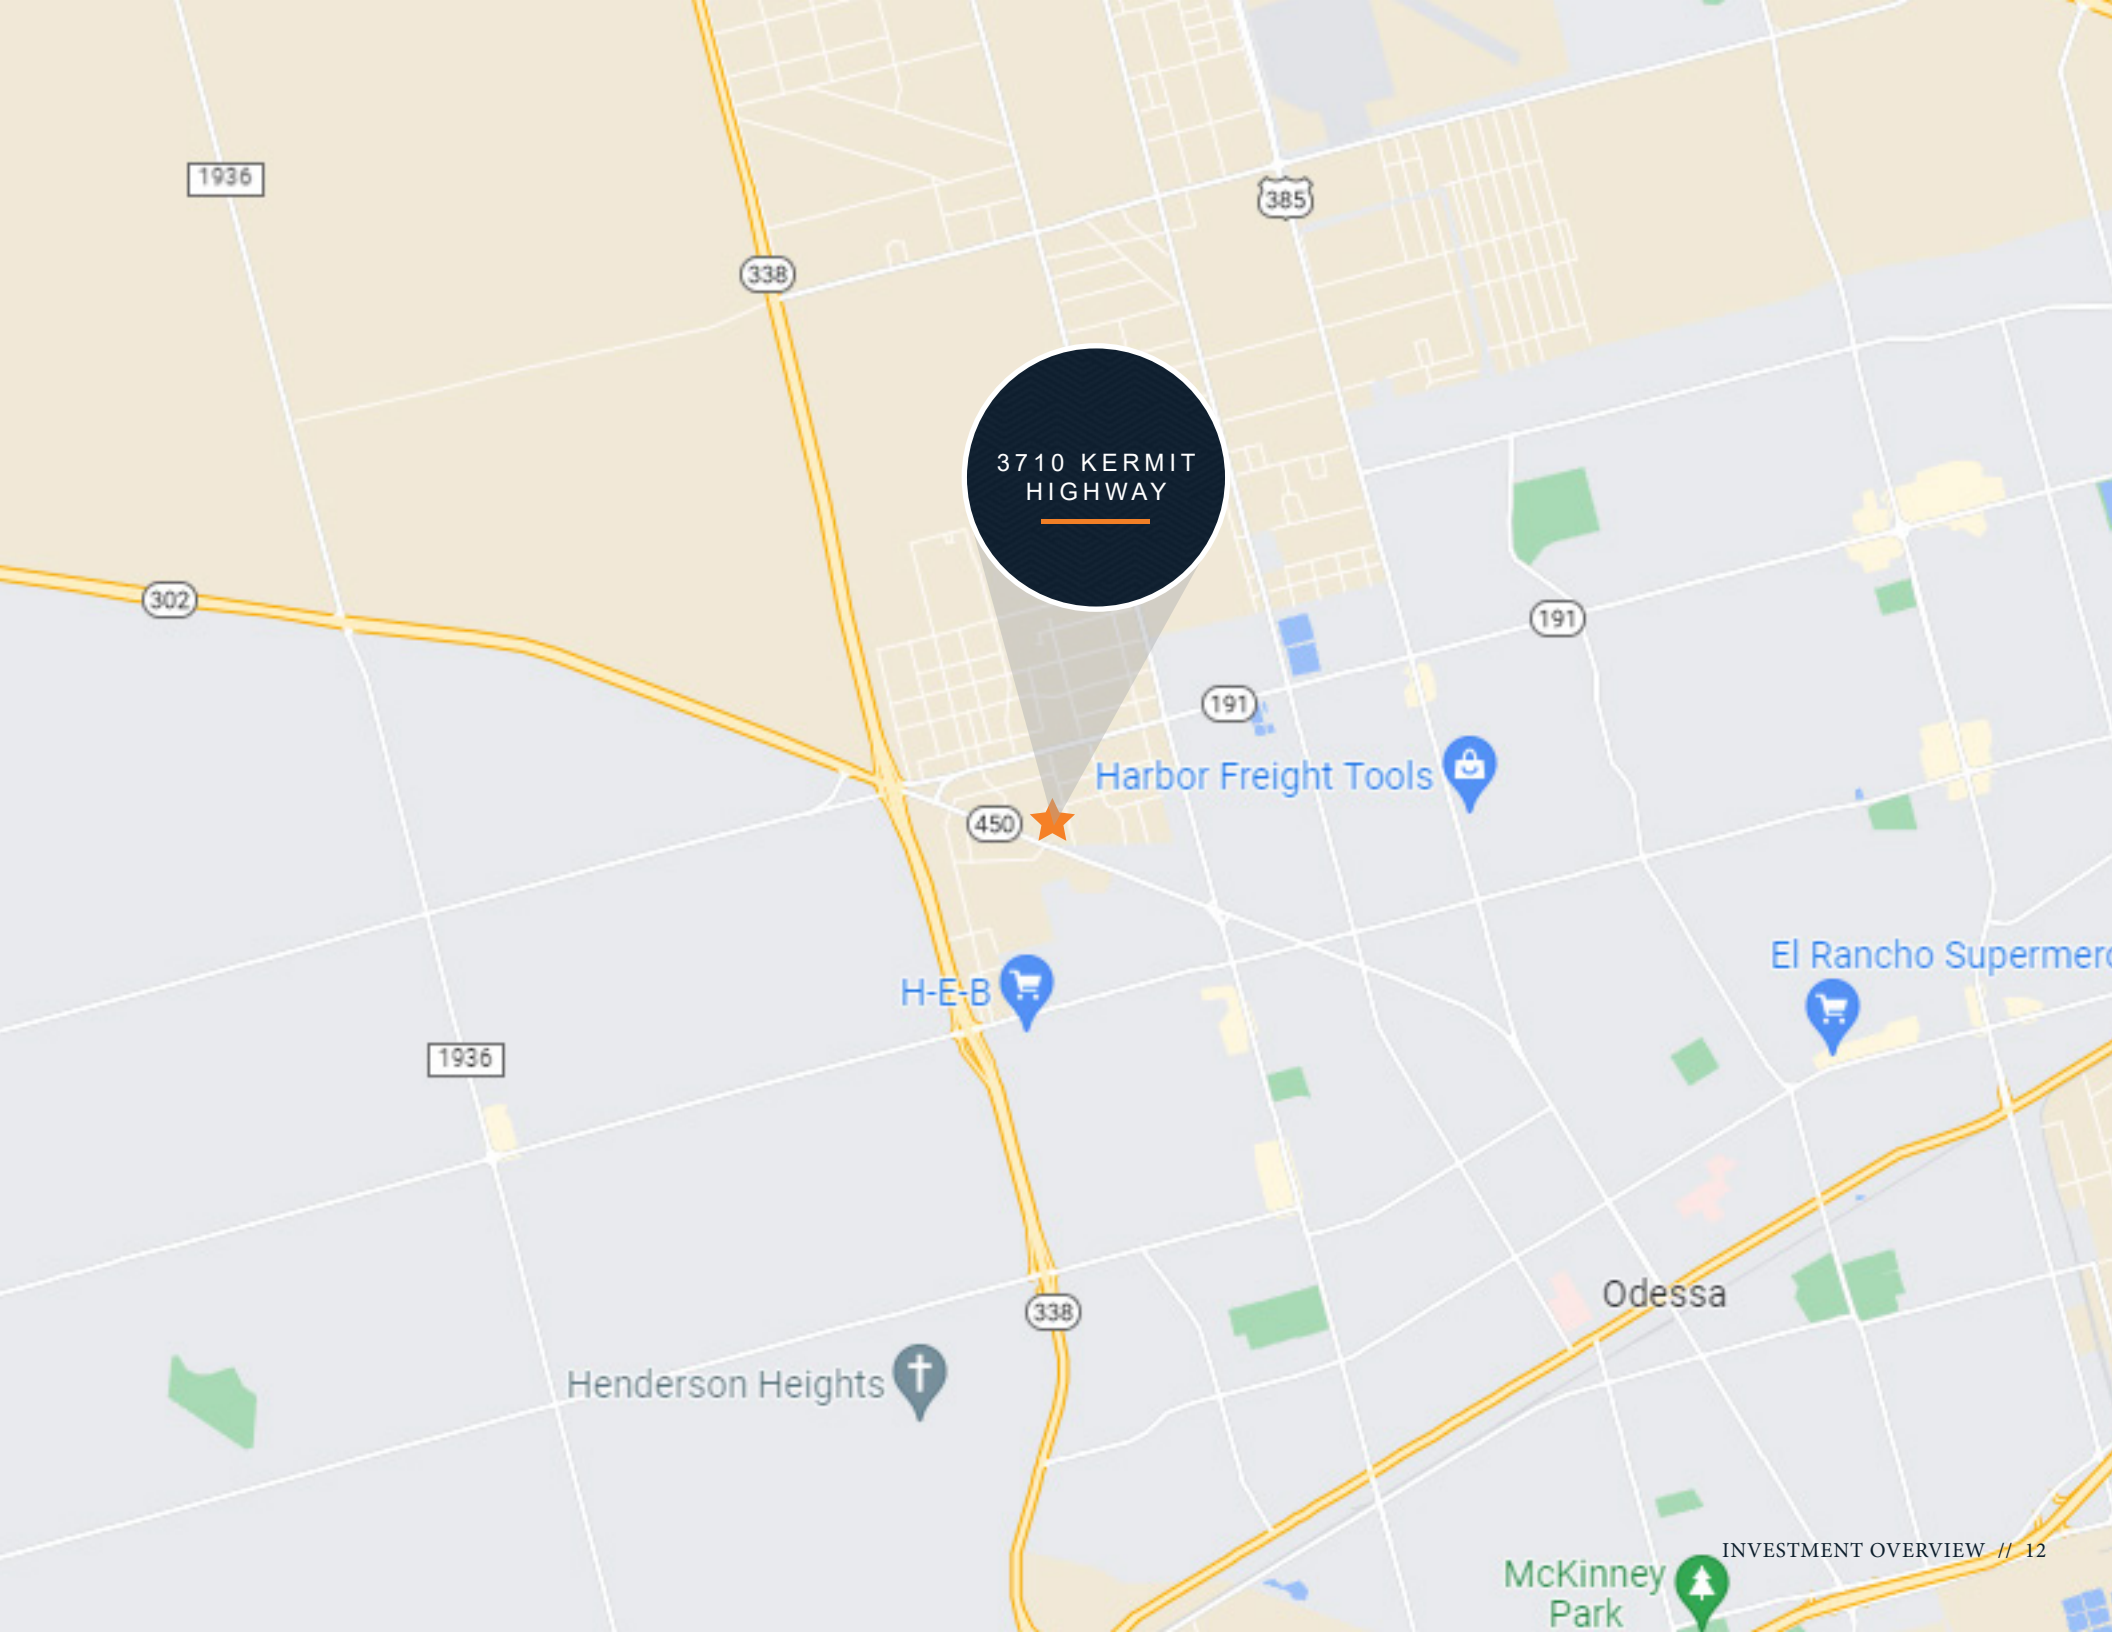 1936
385
338
3710 KERMIT
HIGHWAY
302
191
191
Harbor Freight Tools
450
El Rancho Supermerc
H-E-B
1936
Odessa
338
Henderson Heights
INVESTMENT OVERVIEW // 12
McKinney
Park